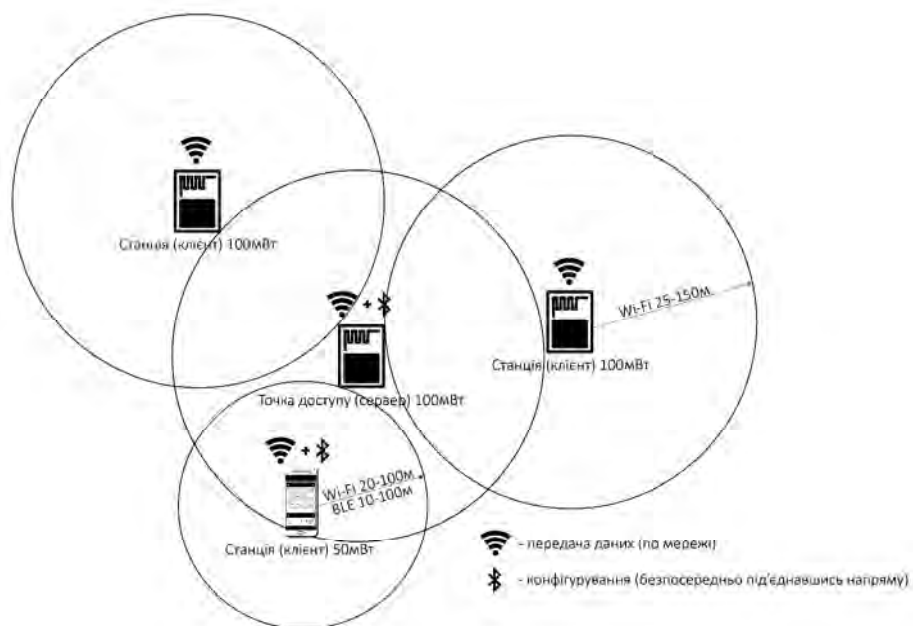 Станція (клієнт) 100мВт
Wi-Fi 25-150м
Станція (клієнт) 100мВт
+
Точка доступу (сервер) 100мВт
+
Wi-Fi 20-100м
BLE 10-100м
Станція (клієнт) 50мВт
- передача даних (по мережі)
- конфігурування (безпосередньо під'єднавшись напряму)